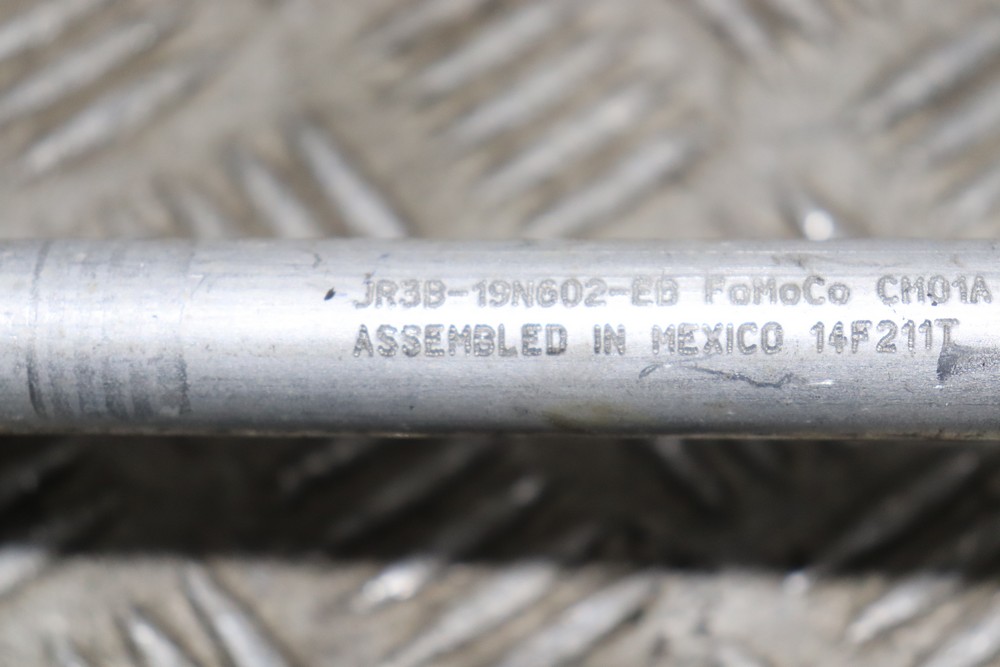 JR3B-19N602-EB FoMoCo CM01A
ASSEMBLED IN MEXICO 14F211T